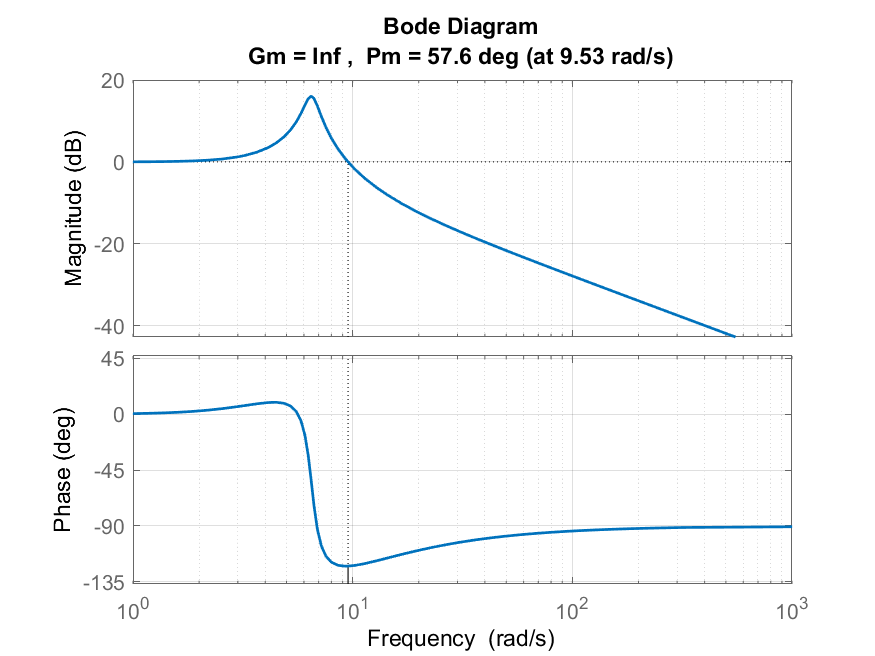 Bode Diagram
Gm = Inf ,  Pm = 57.6 deg (at 9.53 rad/s)
20
0
-20
-40
Magnitude (dB)
45
0
-45
-90
-135
Phase (deg)
10^0 10^1 10^2 10^3
Frequency  (rad/s)